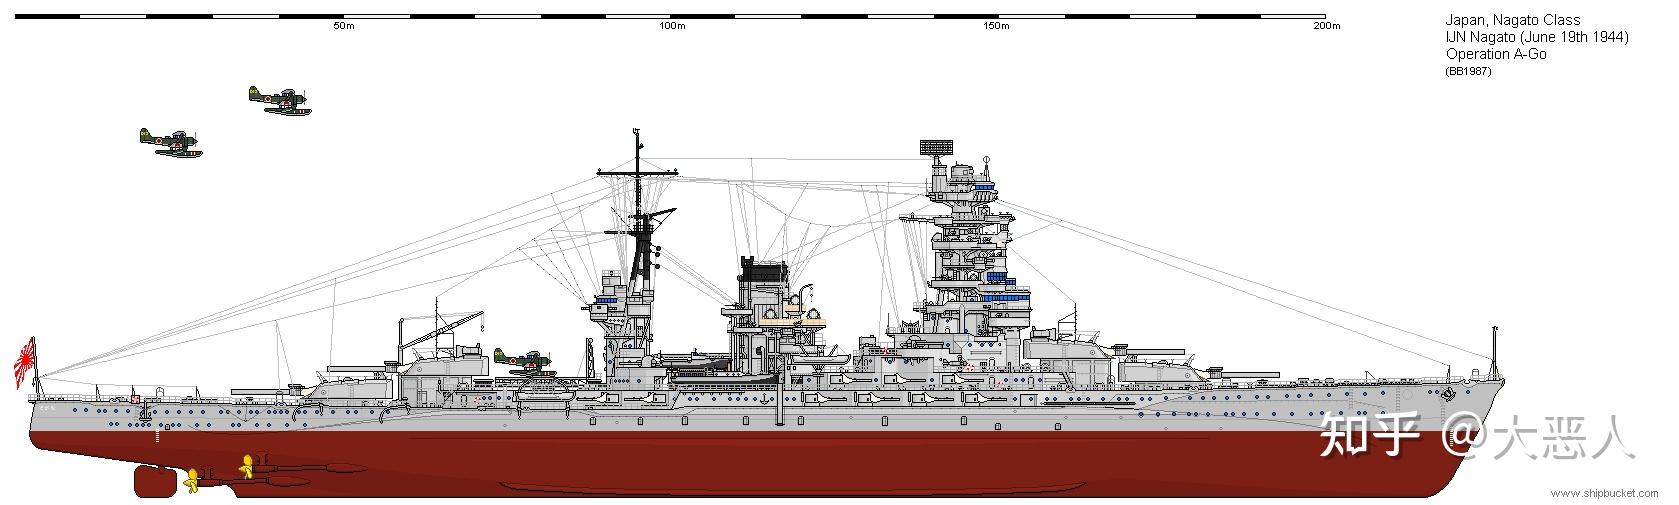 50m
100m
150m
200m
Japan, Nagato Class
IJN Nagato (June 19th 1944)
Operation A-Go
(BB1987)
知乎 @大恶人
www.shipbucket.com